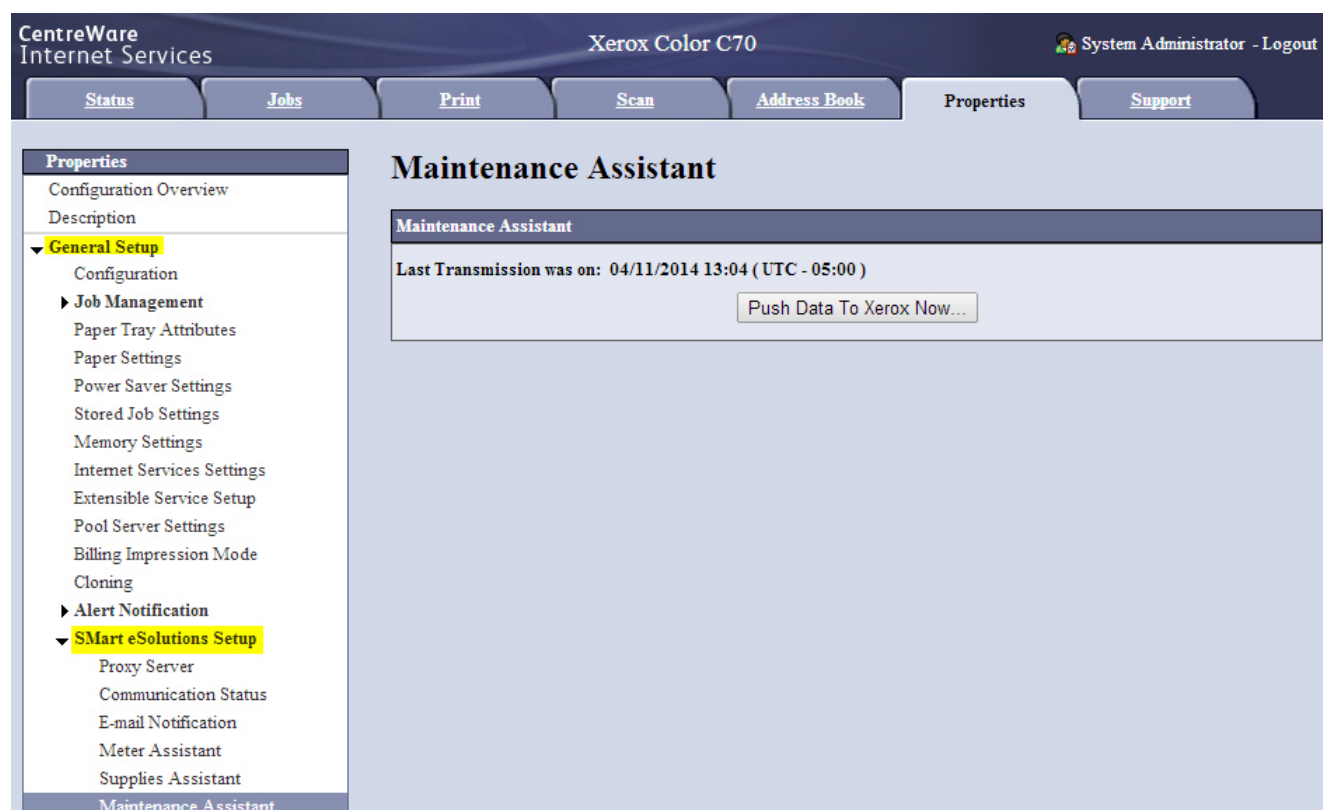 CentreWare
Internet Services
Xerox Color C70
System Administrator - Logout
Status
Jobs
Print
Scan
Address Book
Properties
Support
Properties
Configuration Overview
Description
General Setup
Configuration
Job Management
Paper Tray Attributes
Paper Settings
Power Saver Settings
Stored Job Settings
Memory Settings
Internet Services Settings
Extensible Service Setup
Pool Server Settings
Billing Impression Mode
Cloning
Alert Notification
SMart eSolutions Setup
Proxy Server
Communication Status
E-mail Notification
Meter Assistant
Supplies Assistant
Maintenance Assistant
Maintenance Assistant
Maintenance Assistant
Last Transmission was on: 04/11/2014 13:04 ( UTC - 05:00 )
Push Data To Xerox Now...